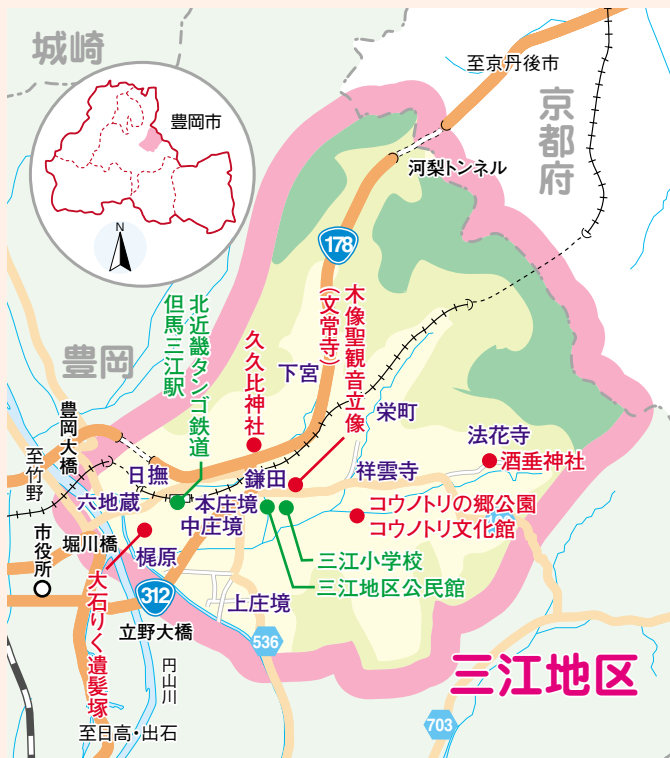 城崎
豊岡市
N
至京丹後市
京都府
河梨トンネル
178
木像聖観音立像
(文常寺)
北近畿タンゴ鉄道
但馬三江駅
久久比神社
豊岡
下宮
栄町
豊岡大橋
至竹野
法花寺
酒垂神社
日撫
鎌田
祥雲寺
六地蔵
本庄境
中庄境
コウノトリの郷公園
コウノトリ文化館
市役所
堀川橋
梶原
三江小学校
三江地区公民館
大石りく遺髪塚
312
上庄境
立野大橋
536
円山川
三江地区
703
至日高・出石